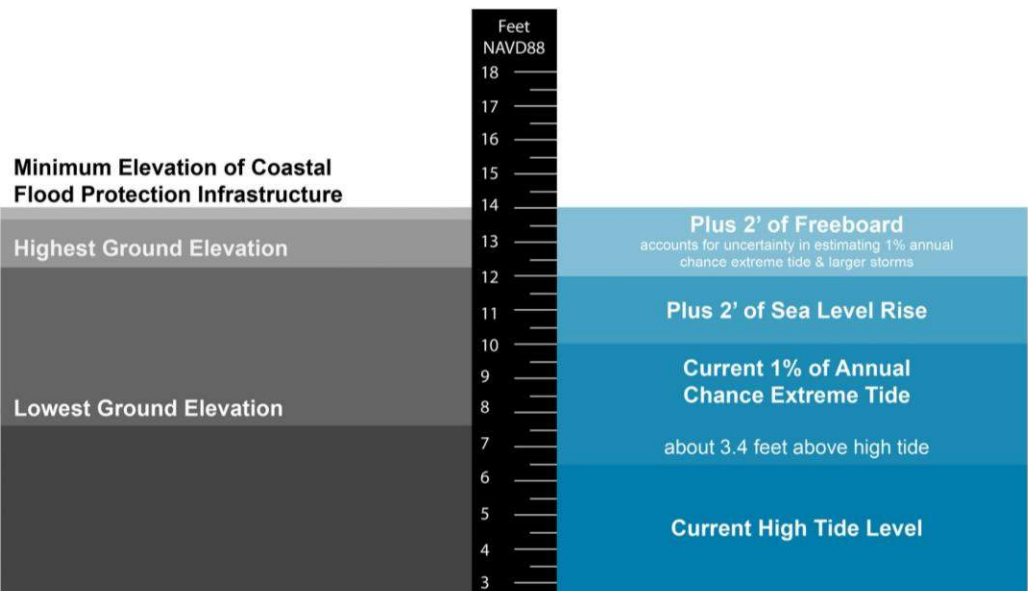 Feet
NAVD88
18
17
16
15
14
13
12
11
10
9
8
7
6
5
4
3
Minimum Elevation of Coastal
Flood Protection Infrastructure
Highest Ground Elevation
Lowest Ground Elevation
Plus 2’ of Freeboard
accounts for uncertainty in estimating 1% annual
chance extreme tide & larger storms
Plus 2’ of Sea Level Rise
Current 1% of Annual
Chance Extreme Tide
about 3.4 feet above high tide
Current High Tide Level